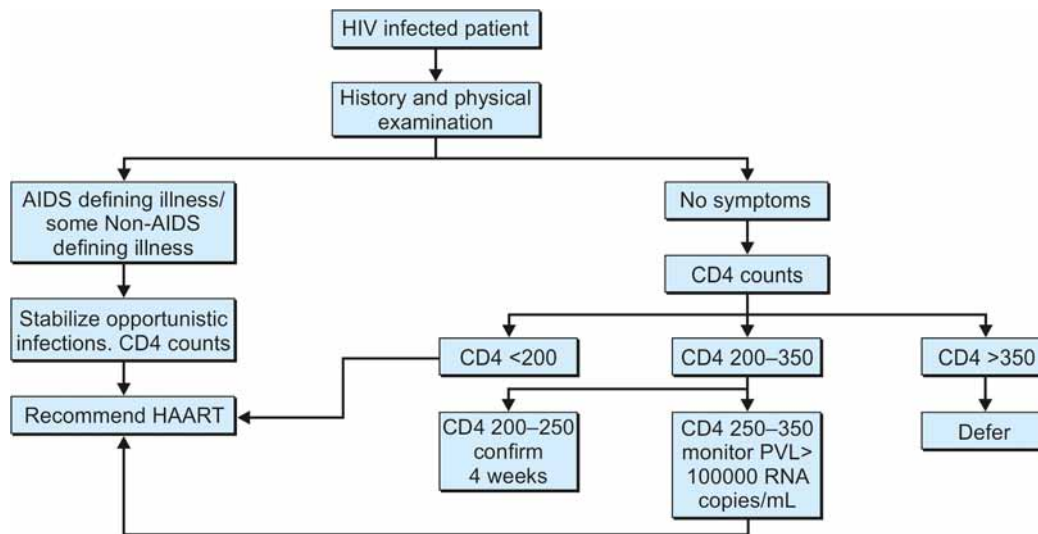 HIV infected patient
History and physical
examination
AIDS defining illness/
some Non-AIDS
defining illness
No symptoms
Stabilize opportunistic
infections. CD4 counts
CD4 counts
CD4 <200
CD4 200–350
CD4 >350
Recommend HAART
CD4 200–250
confirm
4 weeks
CD4 250–350
monitor PVL>
100000 RNA
copies/mL
Defer